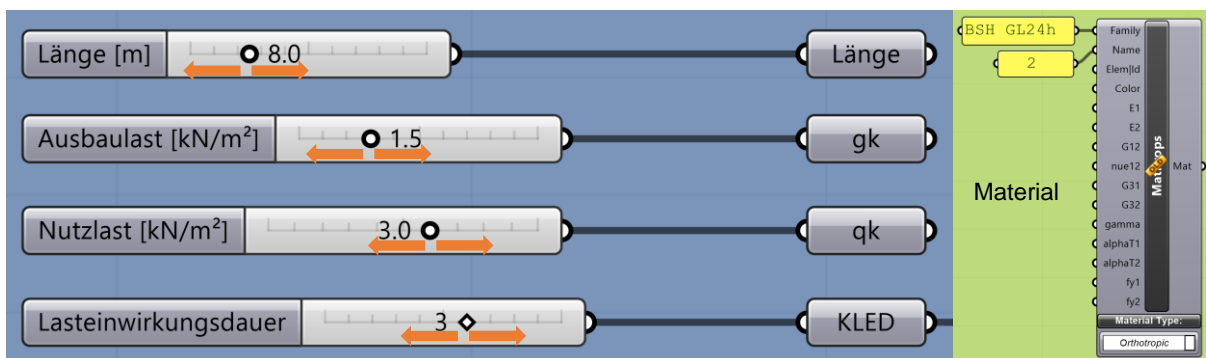 Länge [m]
8.0
Länge
Ausbaulast [kN/m²]
1.5
gk
Nutzlast [kN/m²]
3.0
qk
Lasteinwirkungsdauer
3
KLED
BSH GL24h
2
Material
Family
Name
Elem|Id
Color
E1
E2
G12
nue12
G31
G32
gamma
alphaT1
alphaT2
fy1
fy2
Mat
Material Type:
Orthotropic